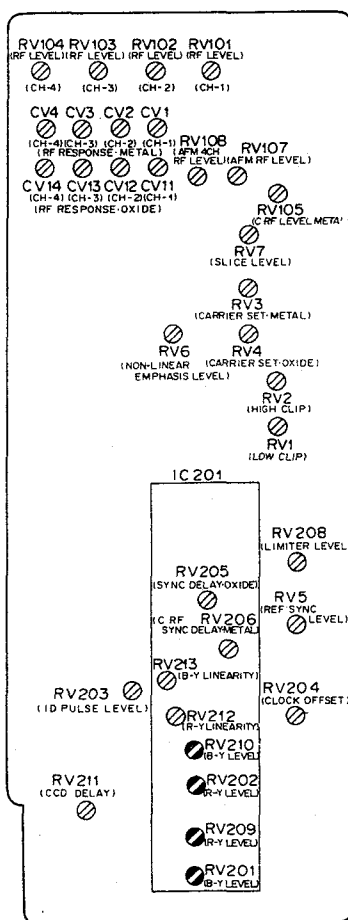 RV104 RV103 RV102 RV101
(RF LEVEL) (RF LEVEL) (RF LEVEL) (RF LEVEL)
(CH-4) (CH-3) (CH-2) (CH-1)
CV4 CV3 CV2 CV1
(CH-4) (CH-3) (CH-2) (CH-1)
(RF RESPONSE-METAL)
RV108 RV107
(AFM 4CH RF LEVEL) (AFM RF LEVEL)
CV14 CV13 CV12 CV11
(CH-4) (CH-3) (CH-2) (CH-1)
(RF RESPONSE-OXIDE)
RV105
(C RF LEVEL META
RV7
(SLICE LEVEL)
RV3
(CARRIER SET-METAL)
RV6 RV4
(NON-LINEAR (CARRIER SET-OXIDE)
EMPHASIS LEVEL)
RV2
(HIGH CLIP)
RV1
(LOW CLIP)
IC201
RV208
(LIMITER LEVEL)
RV205
(SYNC DELAY-OXIDE)
RV5
(REF SYNC
LEVEL)
(C RF RV206
SYNC DELAY-METAL)
RV213
(B-Y LINEARITY)
RV203
(ID PULSE LEVEL)
RV204
(CLOCK OFFSET)
RV212
(R-Y LINEARITY)
RV210
(B-Y LEVEL)
RV211
(CCD DELAY)
RV202
(R-Y LEVEL)
RV209
(R-Y LEVEL)
RV201
(B-Y LEVEL)